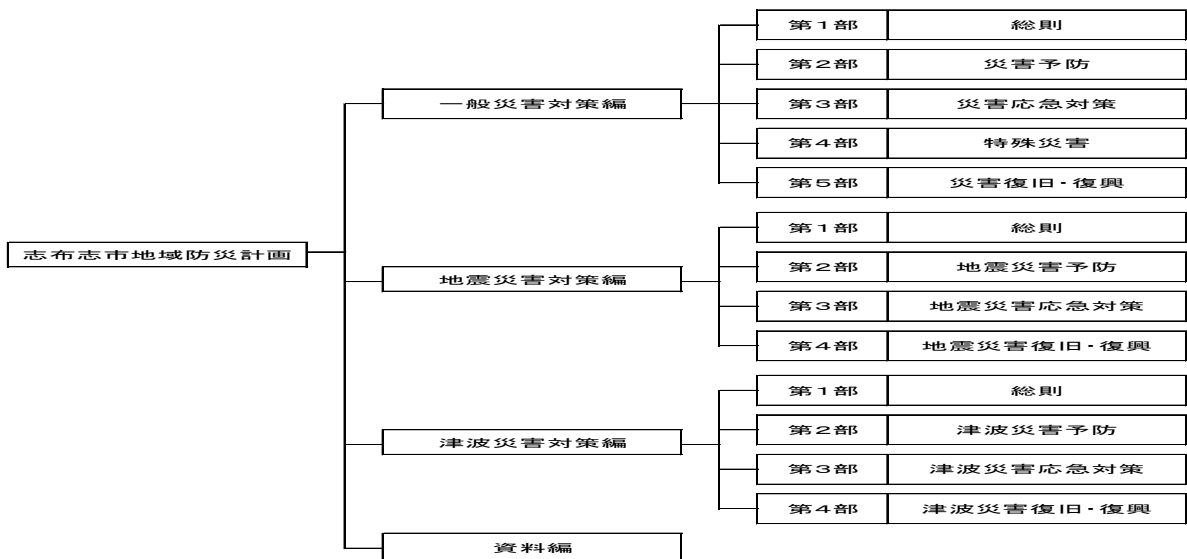 志布志市地域防災計画
一般災害対策編
第1部 総則
第2部 災害予防
第3部 災害応急対策
第4部 特殊災害
第5部 災害復旧・復興
地震災害対策編
第1部 総則
第2部 地震災害予防
第3部 地震災害応急対策
第4部 地震災害復旧・復興
津波災害対策編
第1部 総則
第2部 津波災害予防
第3部 津波災害応急対策
第4部 津波災害復旧・復興
資料編